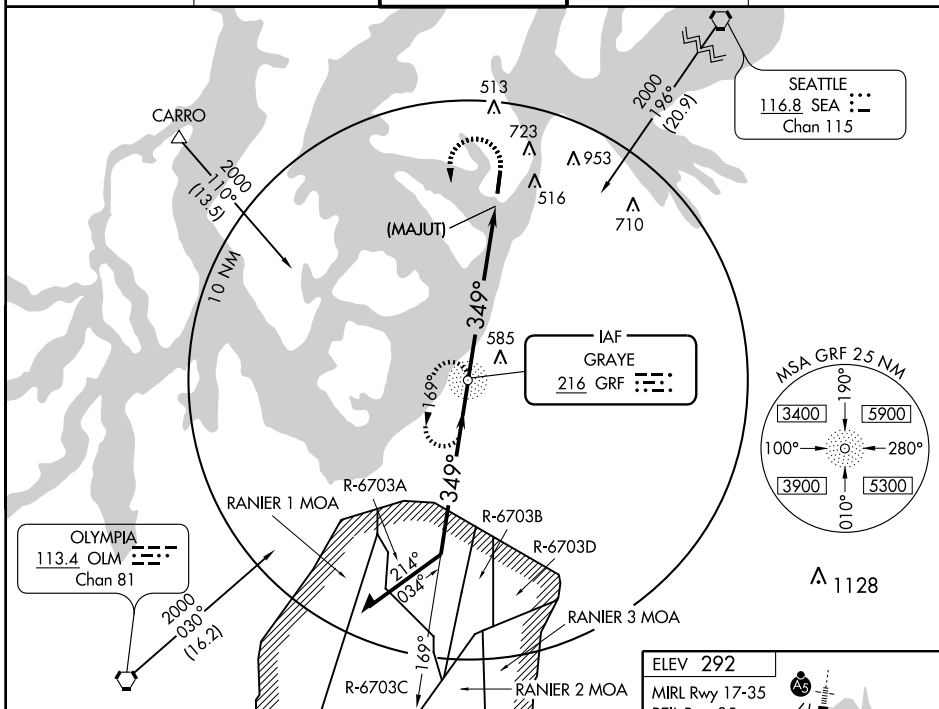 513
SEATTLE
116.8 SEA
Chan 115
2000
196°
(20.9)
CARRO
2000
110°
(13.5)
723
953
516
710
(MAJUT)
10 NM
349°
585
IAF
GRAYE
216 GRF
169°
MSA GRF 25 NM
190°
3400
5900
100°
280°
3900
5300
010°
349°
R-6703A
RANIER 1 MOA
R-6703B
R-6703D
OLYMPIA
113.4 OLM
Chan 81
214°
034°
1128
2000
030°
(16.2)
RANIER 3 MOA
169°
R-6703C
RANIER 2 MOA
ELEV 292
A5
MIRL Rwy 17-35